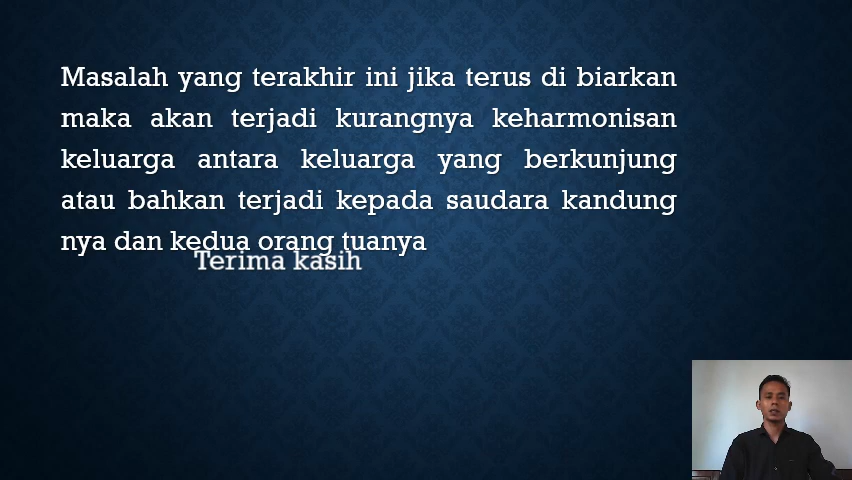 Masalah yang terakhir ini jika terus di biarkan
maka akan terjadi kurangnya keharmonisan
keluarga antara keluarga yang berkunjung
atau bahkan terjadi kepada saudara kandung
nya dan kedua orang tuanya
Terima kasih